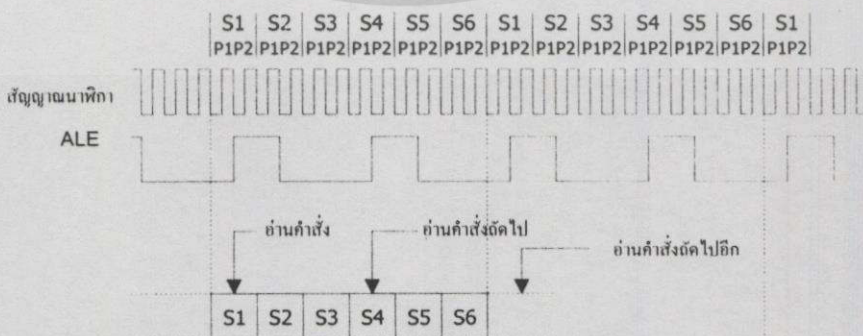 S1 S2 S3 S4 S5 S6 S1 S2 S3 S4 S5 S6 S1
P1P2 P1P2 P1P2 P1P2 P1P2 P1P2 P1P2 P1P2 P1P2 P1P2 P1P2 P1P2 P1P2
สัญญาณนาฬิกา
ALE
อ่านคำสั่ง
อ่านคำสั่งถัดไป
อ่านคำสั่งถัดไปอีก
S1 S2 S3 S4 S5 S6